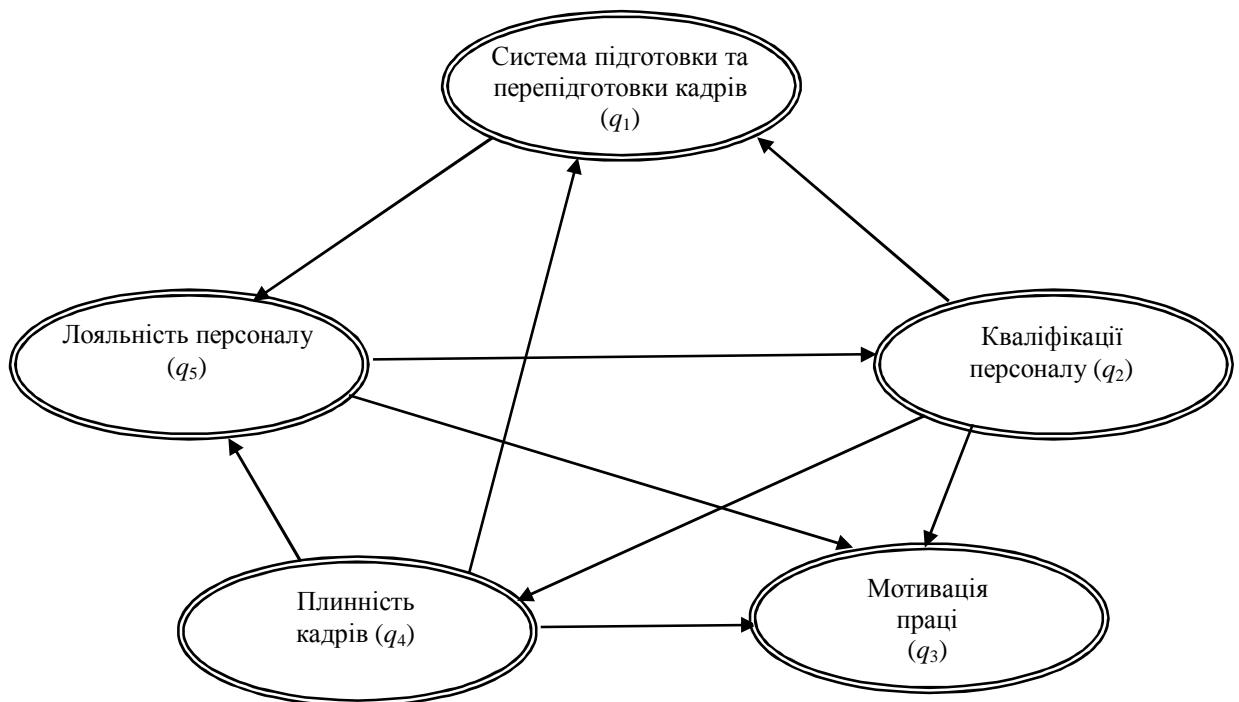 Система підготовки та
перепідготовки кадрів
(q₁)
Лояльність персоналу
(q₅)
Кваліфікації
персоналу (q₂)
Плинність
кадрів (q₄)
Мотивація
праці
(q₃)